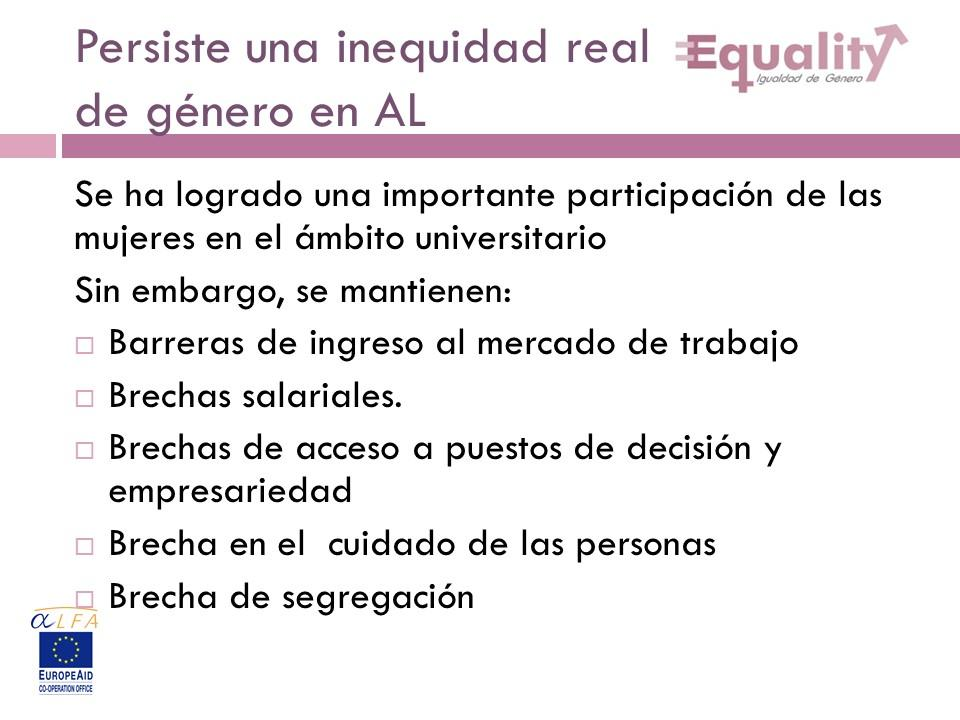 Persiste una inequidad real
de género en AL
Equality
Igualdad de Género
Se ha logrado una importante participación de las
mujeres en el ámbito universitario
Sin embargo, se mantienen:
Barreras de ingreso al mercado de trabajo
Brechas salariales.
Brechas de acceso a puestos de decisión y
empresariedad
Brecha en el  cuidado de las personas
Brecha de segregación
αLFA
EUROPEAID
CO-OPERATION OFFICE